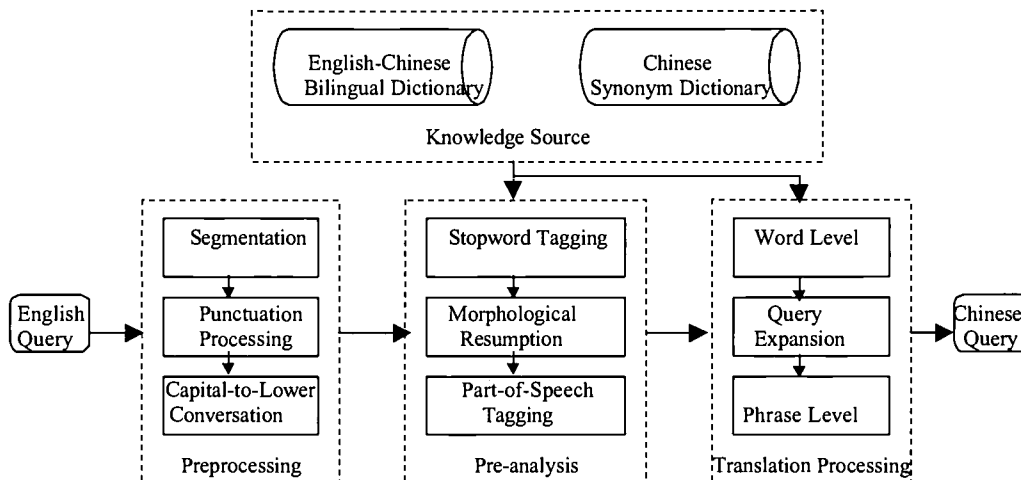 English-Chinese
Bilingual Dictionary
Chinese
Synonym Dictionary
Knowledge Source
English
Query
Segmentation
Punctuation
Processing
Capital-to-Lower
Conversation
Preprocessing
Stopword Tagging
Morphological
Resumption
Part-of-Speech
Tagging
Pre-analysis
Word Level
Query
Expansion
Phrase Level
Translation Processing
Chinese
Query